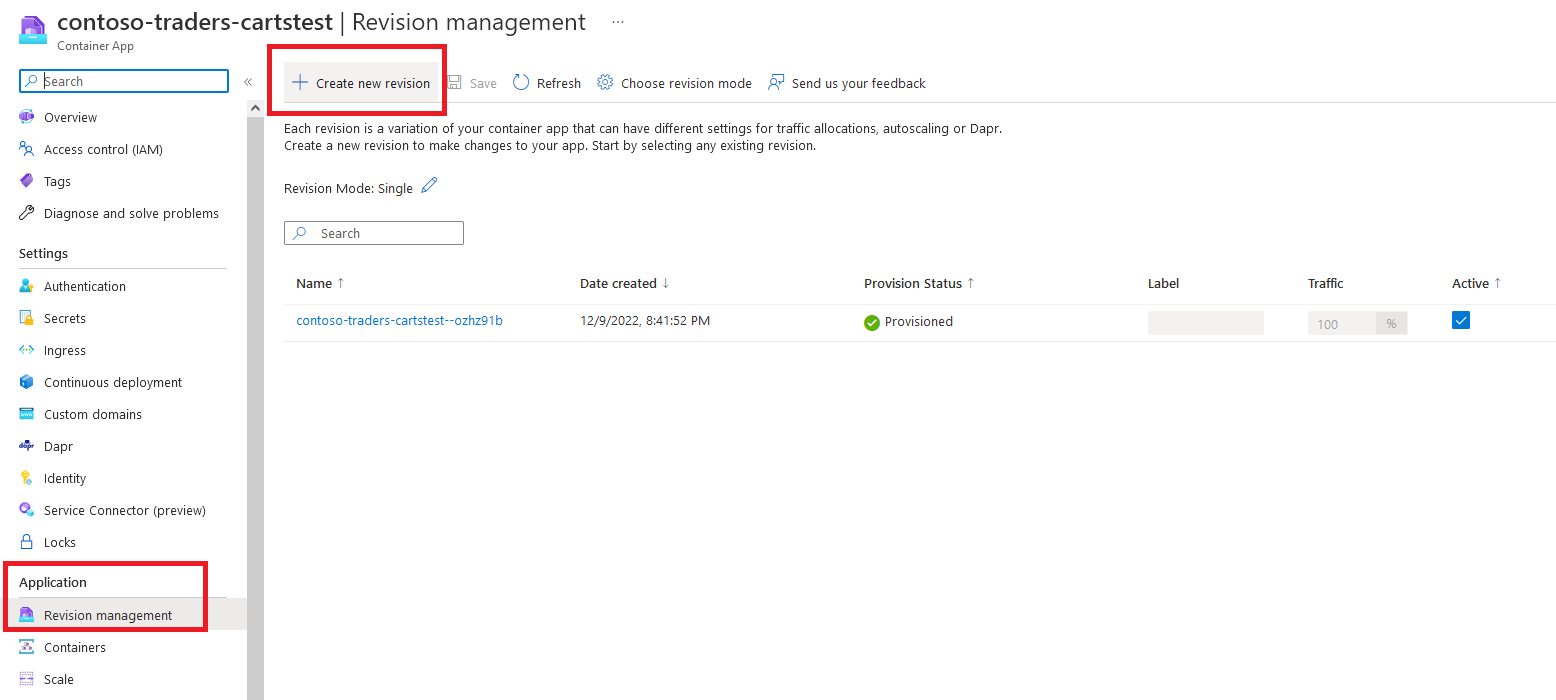 contoso-traders-cartstest | Revision management ...
Container App
Search
«
Create new revision
Save
Refresh
Choose revision mode
Send us your feedback
Overview
Access control (IAM)
Tags
Diagnose and solve problems
Settings
Authentication
Secrets
Ingress
Continuous deployment
Custom domains
dapr Dapr
Identity
Service Connector (preview)
Locks
Application
Revision management
Containers
Scale
Each revision is a variation of your container app that can have different settings for traffic allocations, autoscaling or Dapr.
Create a new revision to make changes to your app. Start by selecting any existing revision.
Revision Mode: Single
Search
Name ↑ Date created ↓ Provision Status ↑ Label Traffic Active ↑
contoso-traders-cartstest--ozhz91b 12/9/2022, 8:41:52 PM Provisioned 100 %